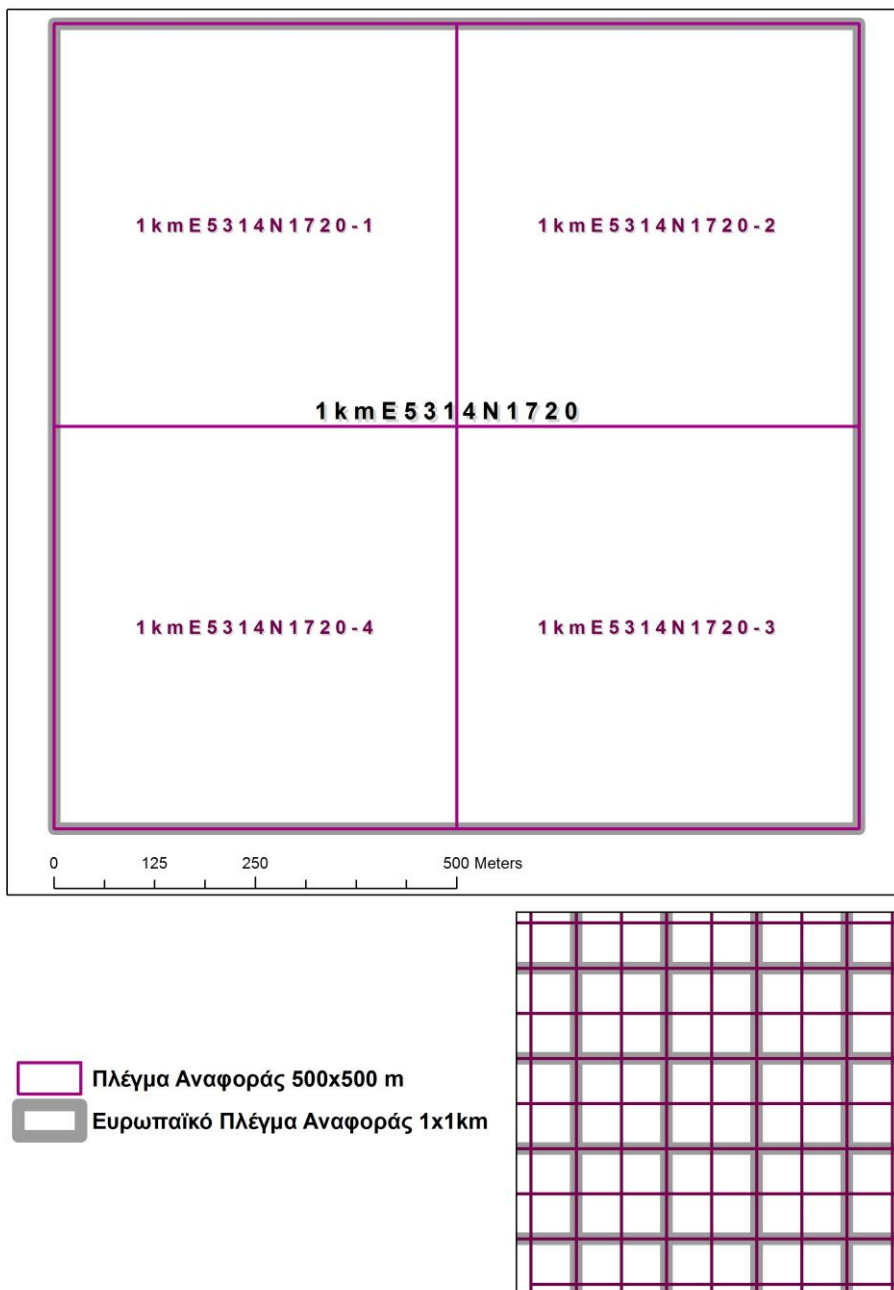 1kmE5314N1720-1
1kmE5314N1720-2
1kmE5314N1720
1kmE5314N1720-4
1kmE5314N1720-3
0 125 250 500 Meters
Πλέγμα Αναφοράς 500x500 m
Ευρωπαϊκό Πλέγμα Αναφοράς 1x1km